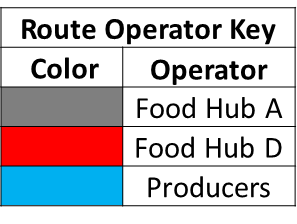 Route Operator Key
Color Operator
Food Hub A
Food Hub D
Producers